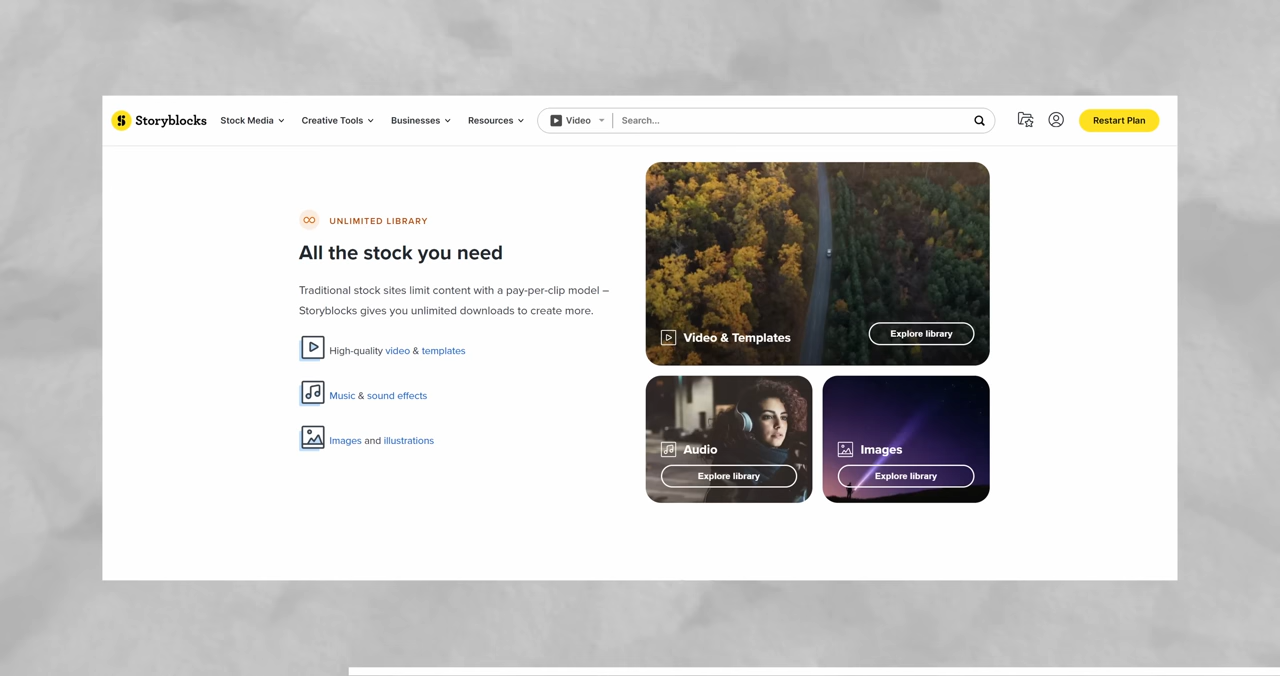 Storyblocks
Stock Media
Creative Tools
Businesses
Resources
Video
Search...
Restart Plan
UNLIMITED LIBRARY
All the stock you need
Traditional stock sites limit content with a pay-per-clip model –
Storyblocks gives you unlimited downloads to create more.
High-quality video & templates
Music & sound effects
Images and illustrations
Video & Templates
Explore library
Audio
Explore library
Images
Explore library